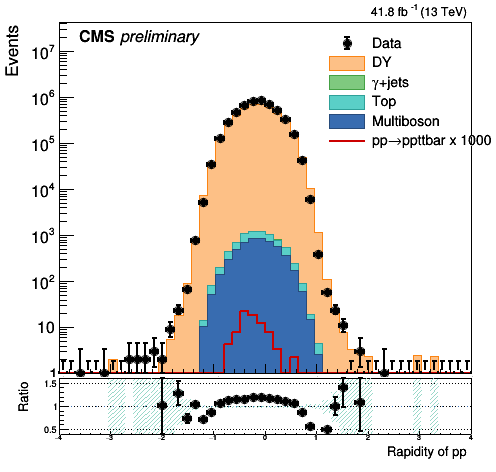 41.8 fb⁻¹ (13 TeV)
CMS preliminary
Events
Data
DY
γ+jets
Top
Multiboson
pp→ppttbar x 1000
10⁷
10⁶
10⁵
10⁴
10³
10²
10
1
Ratio
1.5
1
0.5
-4 -3 -2 -1 0 1 2 3 4
Rapidity of pp